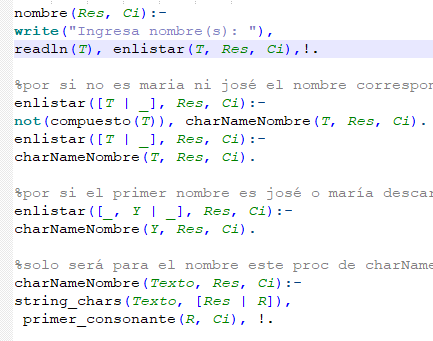 nombre(Res, Ci):-
write("Ingresa nombre(s): "),
readln(T), enlistar(T, Res, Ci),!.
%por si no es maria ni josé el nombre correspon
enlistar([T | _], Res, Ci):-
not(compuesto(T)), charNameNombre(T, Res, Ci).
enlistar([T | _], Res, Ci):-
charNameNombre(T, Res, Ci).
%por si el primer nombre es josé o maría descar
enlistar([_, Y | _], Res, Ci):-
charNameNombre(Y, Res, Ci).
%solo será para el nombre este proc de charName
charNameNombre(Texto, Res, Ci):-
string_chars(Texto, [Res | R]),
primer_consonante(R, Ci), !.